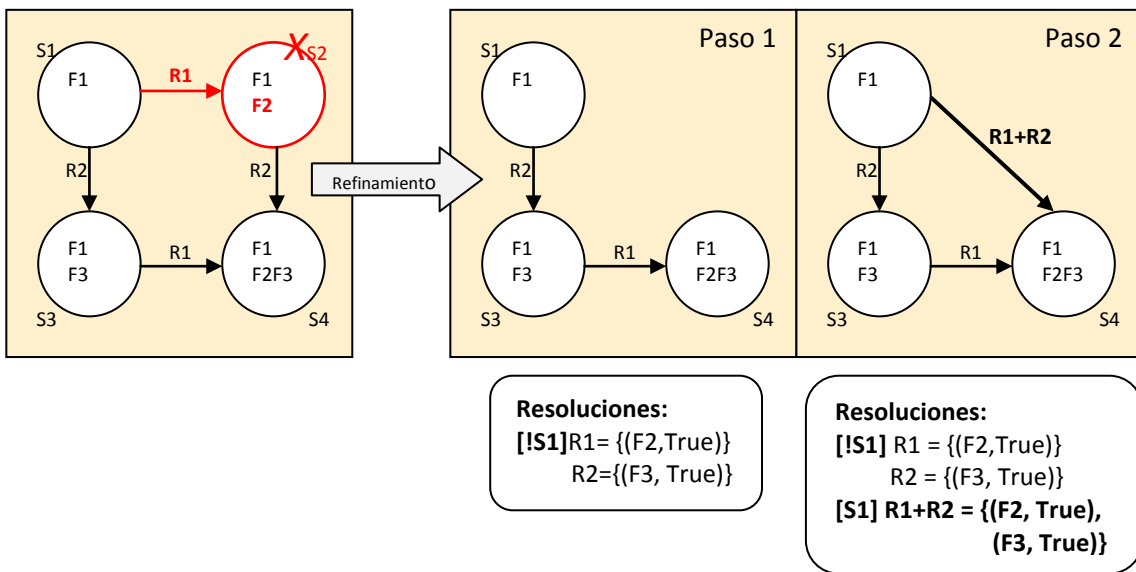 S1
F1
R1
X S2
F1
F2
R2
R2
F1
F3
R1
F1
F2F3
S3
S4
Refinamiento
Paso 1
S1
F1
R2
F1
F3
R1
F1
F2F3
S3
S4
Paso 2
S1
F1
R1+R2
R2
F1
F3
R1
F1
F2F3
S3
S4
Resoluciones:
[!S1]R1= {(F2,True)}
R2={(F3, True)}
Resoluciones:
[!S1] R1 = {(F2,True)}
R2 = {(F3, True)}
[S1] R1+R2 = {(F2, True),
(F3, True)}